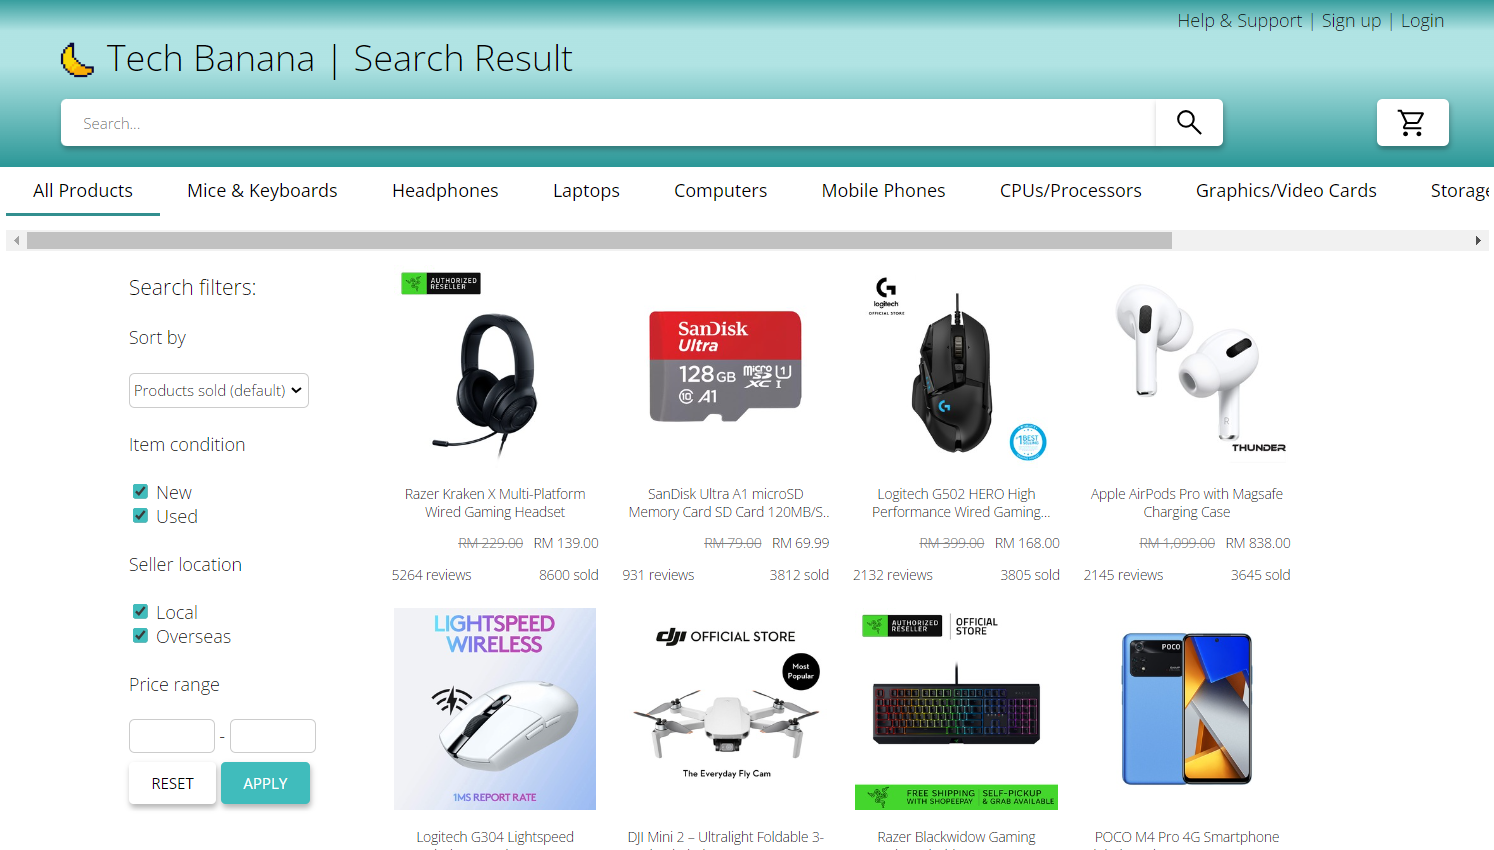 Help & Support | Sign up | Login
Tech Banana | Search Result
Search...
All Products
Mice & Keyboards
Headphones
Laptops
Computers
Mobile Phones
CPUs/Processors
Graphics/Video Cards
Storage
Search filters:
Sort by
Products sold (default)
Item condition
New
Used
Seller location
Local
Overseas
Price range
-
RESET
APPLY
AUTHORIZED
RESELLER
Razer Kraken X Multi-Platform
Wired Gaming Headset
RM 229.00 RM 139.00
5264 reviews 8600 sold
SanDisk
Ultra
128GB micro SD XC I U1
10 A1
SanDisk Ultra A1 microSD
Memory Card SD Card 120MB/S..
RM 79.00 RM 69.99
931 reviews 3812 sold
logitech
OFFICIAL STORE
#1 BEST
Logitech G502 HERO High
Performance Wired Gaming...
RM 399.00 RM 168.00
2132 reviews 3805 sold
R
THUNDER
Apple AirPods Pro with Magsafe
Charging Case
RM 1,099.00 RM 838.00
2145 reviews 3645 sold
LIGHTSPEED
WIRELESS
1MS REPORT RATE
Logitech G304 Lightspeed
dji OFFICIAL STORE
Most
Popular
The Everyday Fly Cam
DJI Mini 2 – Ultralight Foldable 3-
AUTHORIZED
RESELLER
OFFICIAL
STORE
FREE SHIPPING
WITH SHOPEEPAY
SELF-PICKUP
& GRAB AVAILABLE
Razer Blackwidow Gaming
POCO
POCO M4 Pro 4G Smartphone